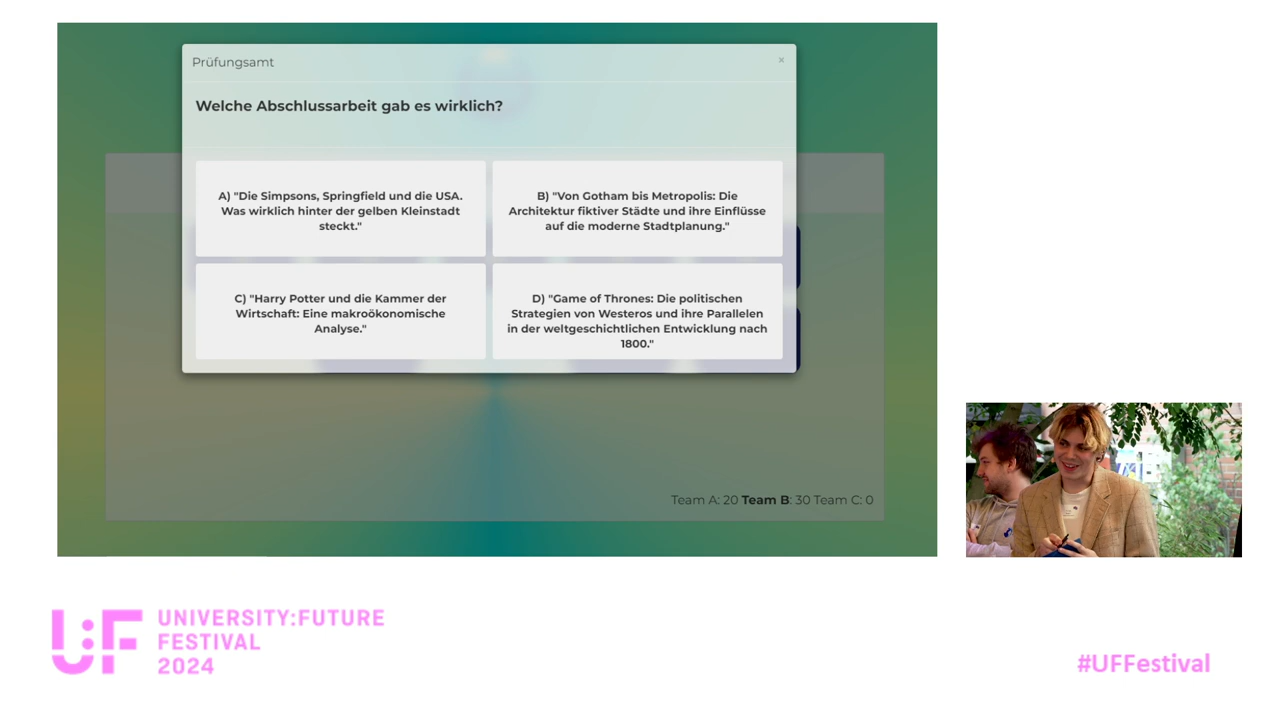 Prüfungsamt
×
Welche Abschlussarbeit gab es wirklich?
A) "Die Simpsons, Springfield und die USA.
Was wirklich hinter der gelben Kleinstadt
steckt."
B) "Von Gotham bis Metropolis: Die
Architektur fiktiver Städte und ihre Einflüsse
auf die moderne Stadtplanung."
C) "Harry Potter und die Kammer der
Wirtschaft: Eine makroökonomische
Analyse."
D) "Game of Thrones: Die politischen
Strategien von Westeros und ihre Parallelen
in der weltgeschichtlichen Entwicklung nach
1800."
Team A: 20 Team B: 30 Team C: 0
U:F
UNIVERSITY:FUTURE
FESTIVAL
2024
#UFFestival